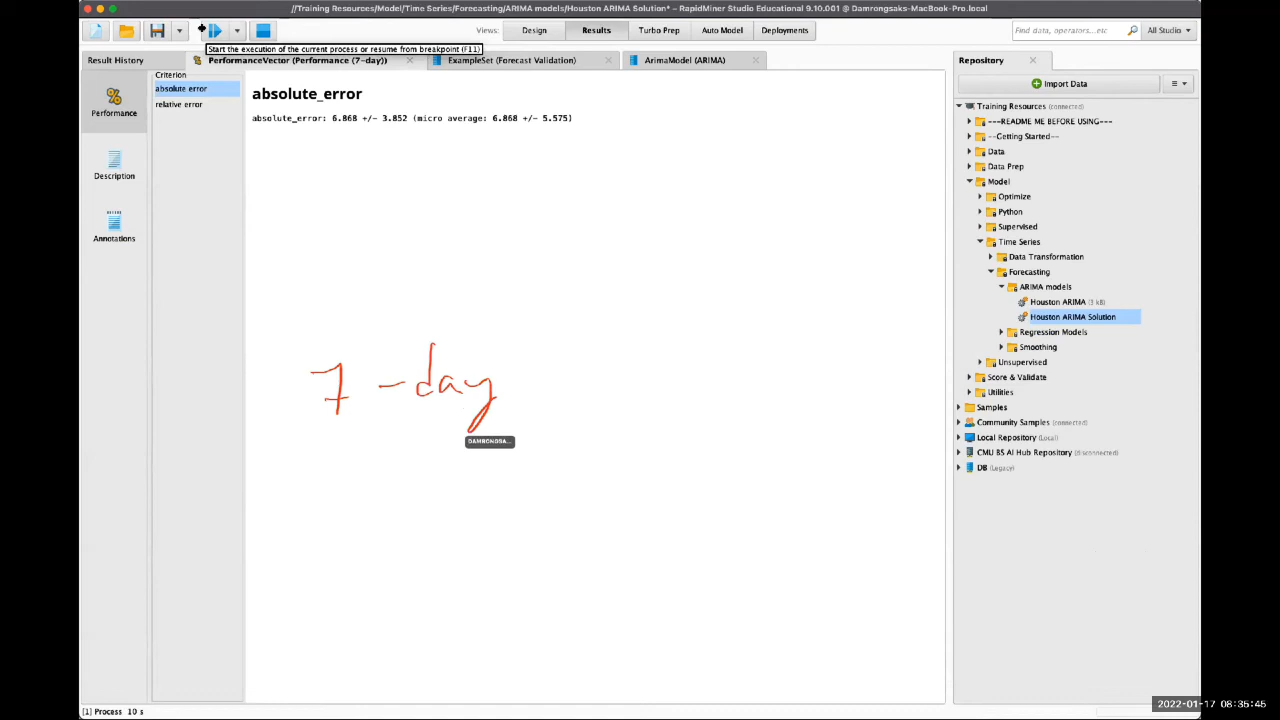 //Training Resources/Model/Time Series/Forecasting/ARIMA models/Houston ARIMA Solution* – RapidMiner Studio Educational 9.10.001 @ Damrongsaks-MacBook-Pro.local
Views: Design Results Turbo Prep Auto Model Deployments
Find data, operators...etc All Studio
Start the execution of the current process or resume from breakpoint (F11)
Result History
PerformanceVector (Performance (7-day))
ExampleSet (Forecast Validation)
ArimaModel (ARIMA)
Performance
Description
Annotations
Criterion
absolute error
relative error
absolute_error
absolute_error: 6.868 +/- 3.852 (micro average: 6.868 +/- 5.575)
7 - day
DAMRONGSA...
Repository
Import Data
Training Resources (connected)
---README ME BEFORE USING---
--Getting Started--
Data
Data Prep
Model
Optimize
Python
Supervised
Time Series
Data Transformation
Forecasting
ARIMA models
Houston ARIMA (3 kB)
Houston ARIMA Solution
Regression Models
Smoothing
Unsupervised
Score & Validate
Utilities
Samples
Community Samples (connected)
Local Repository (Local)
CMU BS AI Hub Repository (disconnected)
DB (Legacy)
[1] Process 10 s
2022-01-17 08:35:45